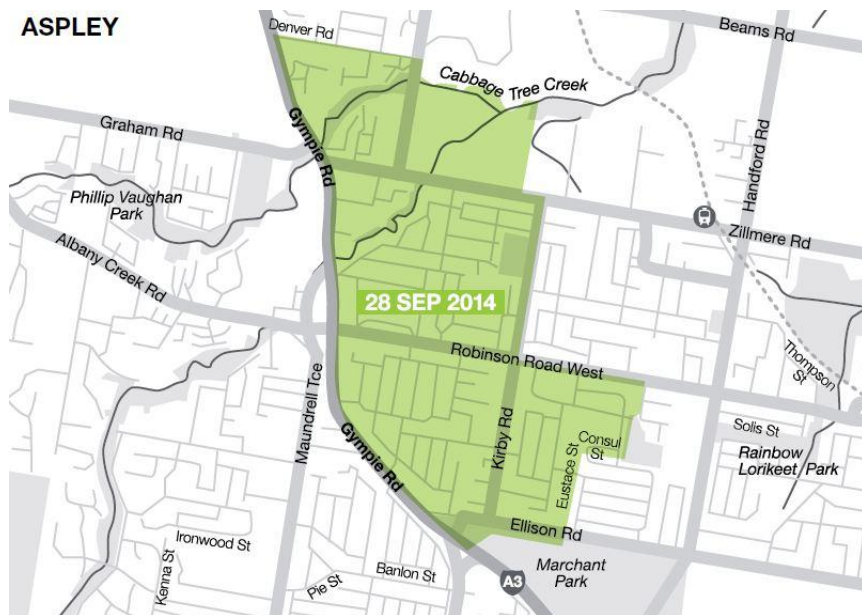 ASPLEY
Denver Rd
Beams Rd
Cabbage Tree Creek
Graham Rd
Gympie Rd
Handford Rd
Phillip Vaughan
Park
Zillmere Rd
Albany Creek Rd
28 SEP 2014
Robinson Road West
Thompson
St
Maundrell Tce
Gympie Rd
Kirby Rd
Eustace St
Consul
St
Solis St
Rainbow
Lorikeet Park
Ellison Rd
Ironwood St
Kenna St
Pie St
Banlon St
A3
Marchant
Park